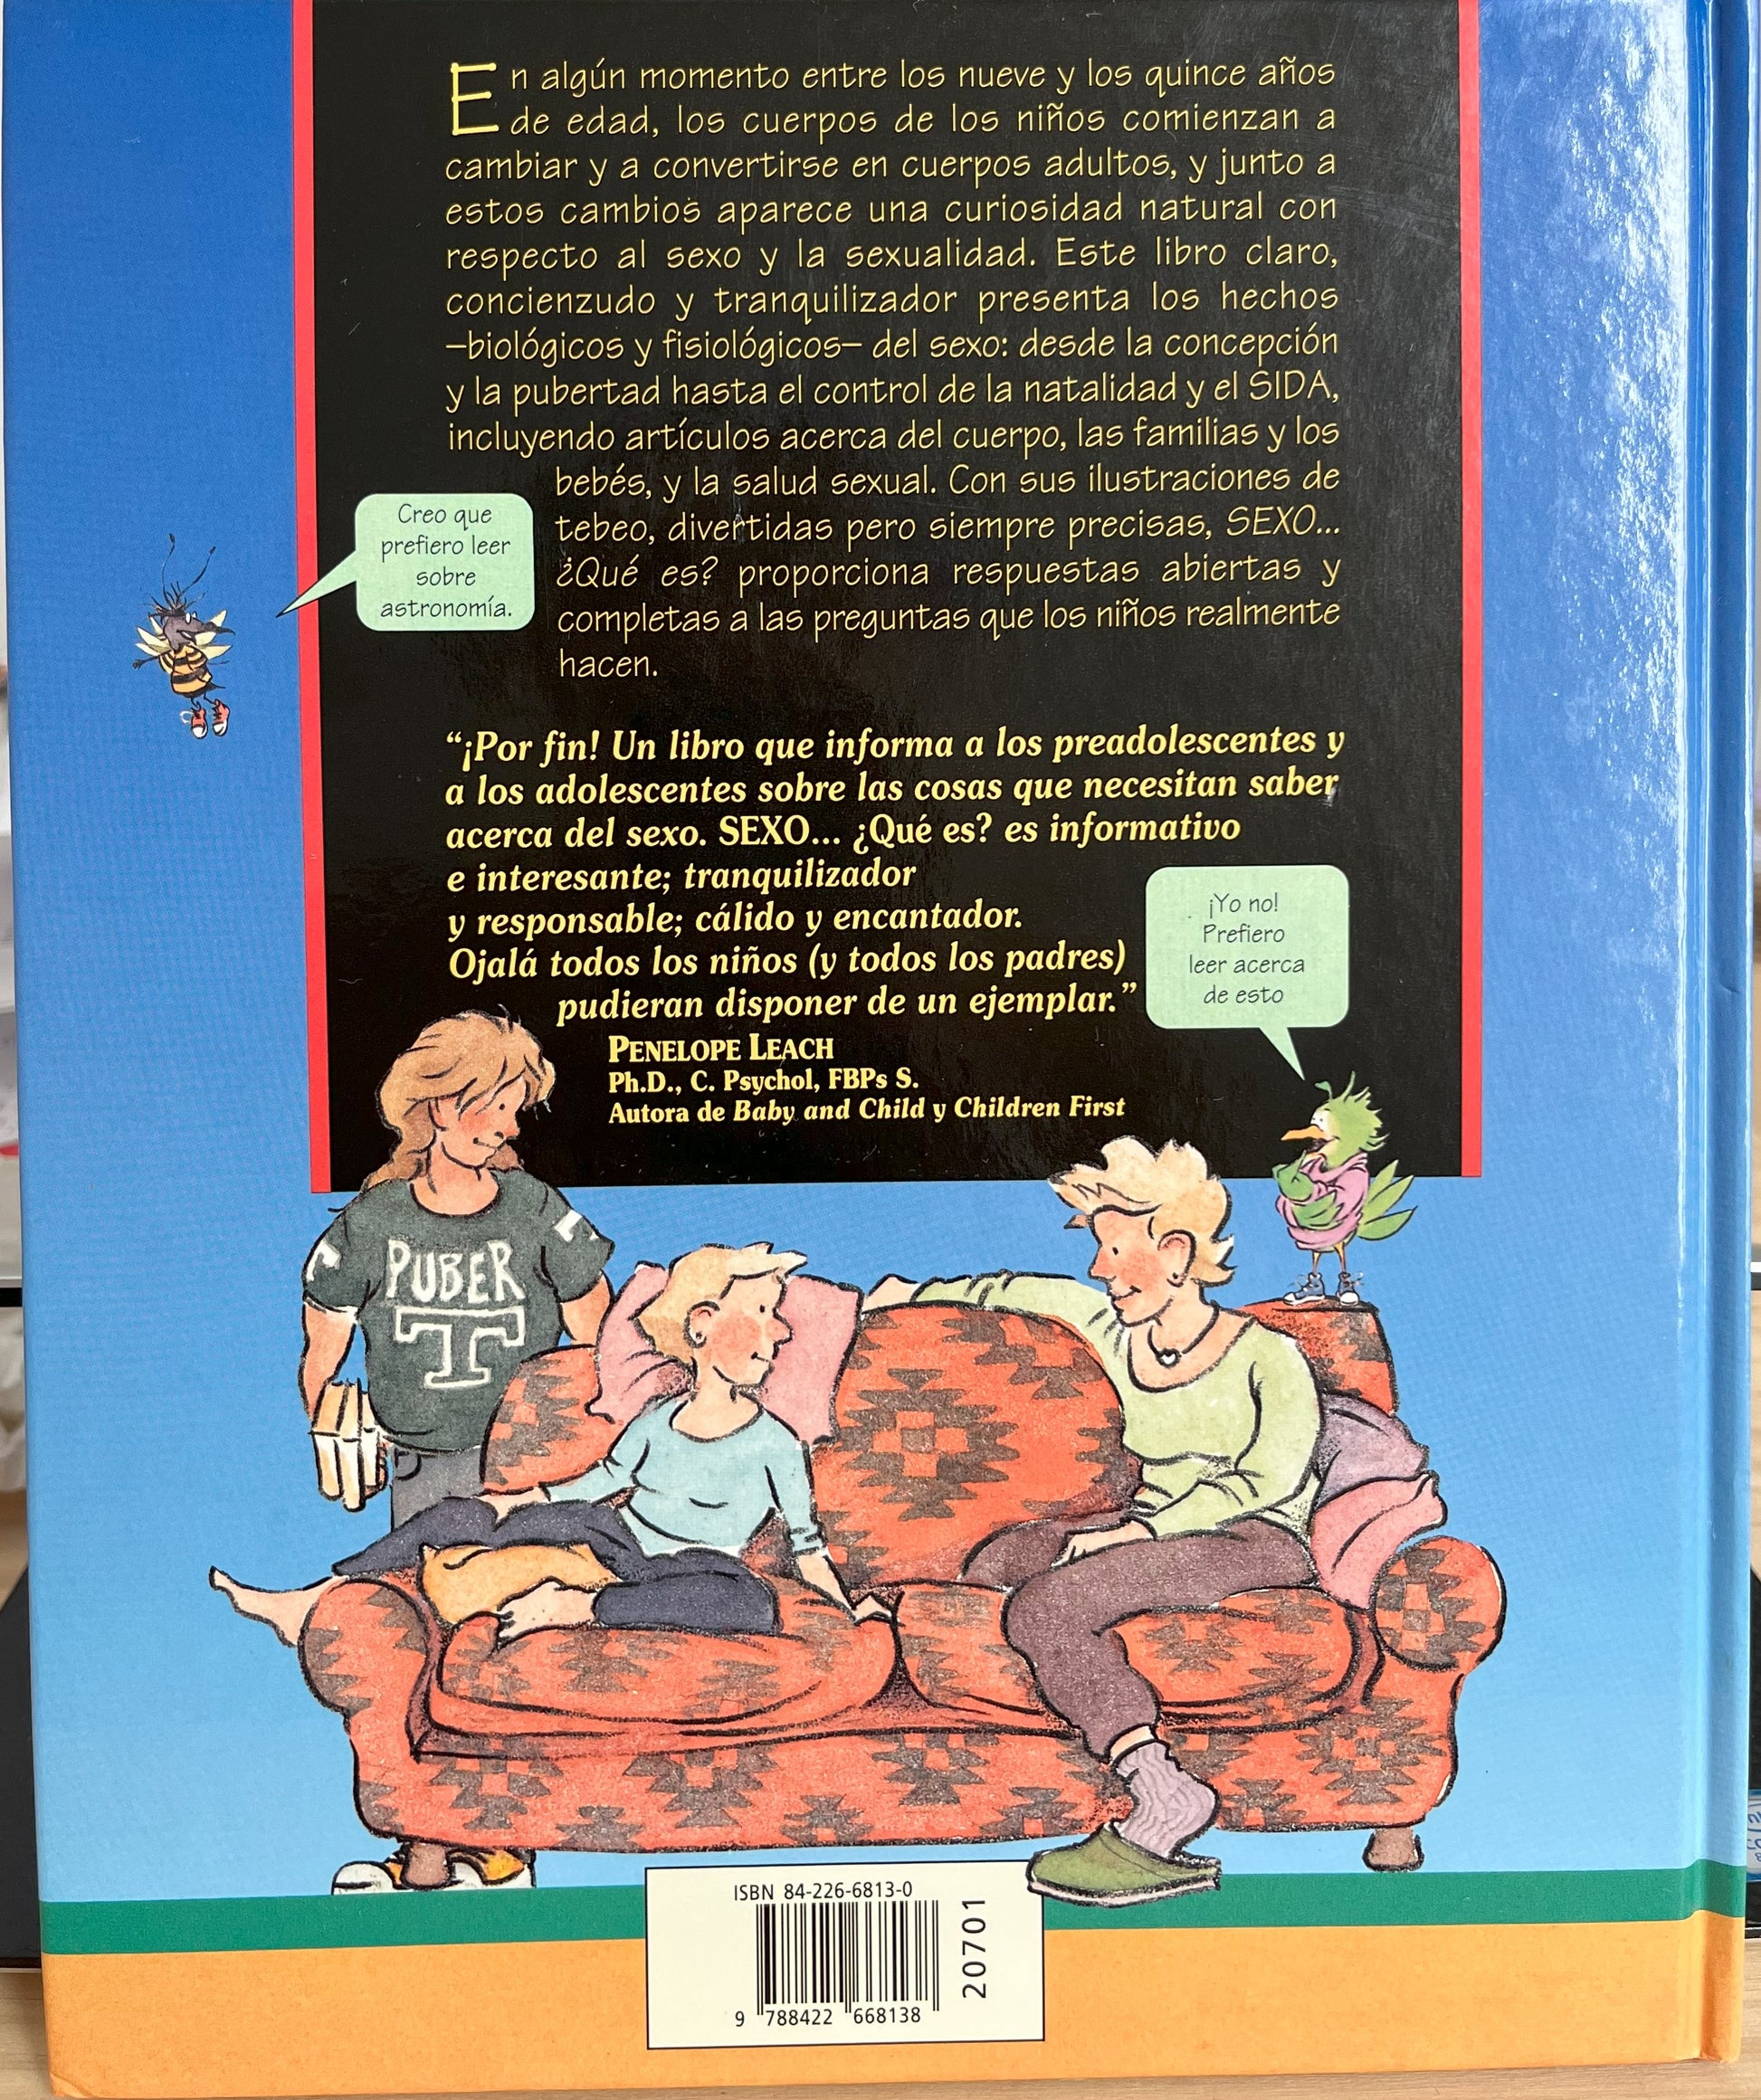 En algún momento entre los nueve y los quince años
de edad, los cuerpos de los niños comienzan a
cambiar y a convertirse en cuerpos adultos, y junto a
estos cambios aparece una curiosidad natural con
respecto al sexo y la sexualidad. Este libro claro,
concienzudo y tranquilizador presenta los hechos
–biológicos y fisiológicos– del sexo: desde la concepción
y la pubertad hasta el control de la natalidad y el SIDA,
incluyendo artículos acerca del cuerpo, las familias y los
bebés, y la salud sexual. Con sus ilustraciones de
tebeo, divertidas pero siempre precisas, SEXO...
¿Qué es? proporciona respuestas abiertas y
completas a las preguntas que los niños realmente
hacen.
Creo que
prefiero leer
sobre
astronomía.
“¡Por fin! Un libro que informa a los preadolescentes y
a los adolescentes sobre las cosas que necesitan saber
acerca del sexo. SEXO... ¿Qué es? es informativo
e interesante; tranquilizador
y responsable; cálido y encantador.
Ojalá todos los niños (y todos los padres)
pudieran disponer de un ejemplar.”
PENELOPE LEACH
Ph.D., C. Psychol, FBPs S.
Autora de Baby and Child y Children First
¡Yo no!
Prefiero
leer acerca
de esto
PUBER
T
ISBN 84-226-6813-0
20701
9 788422 668138